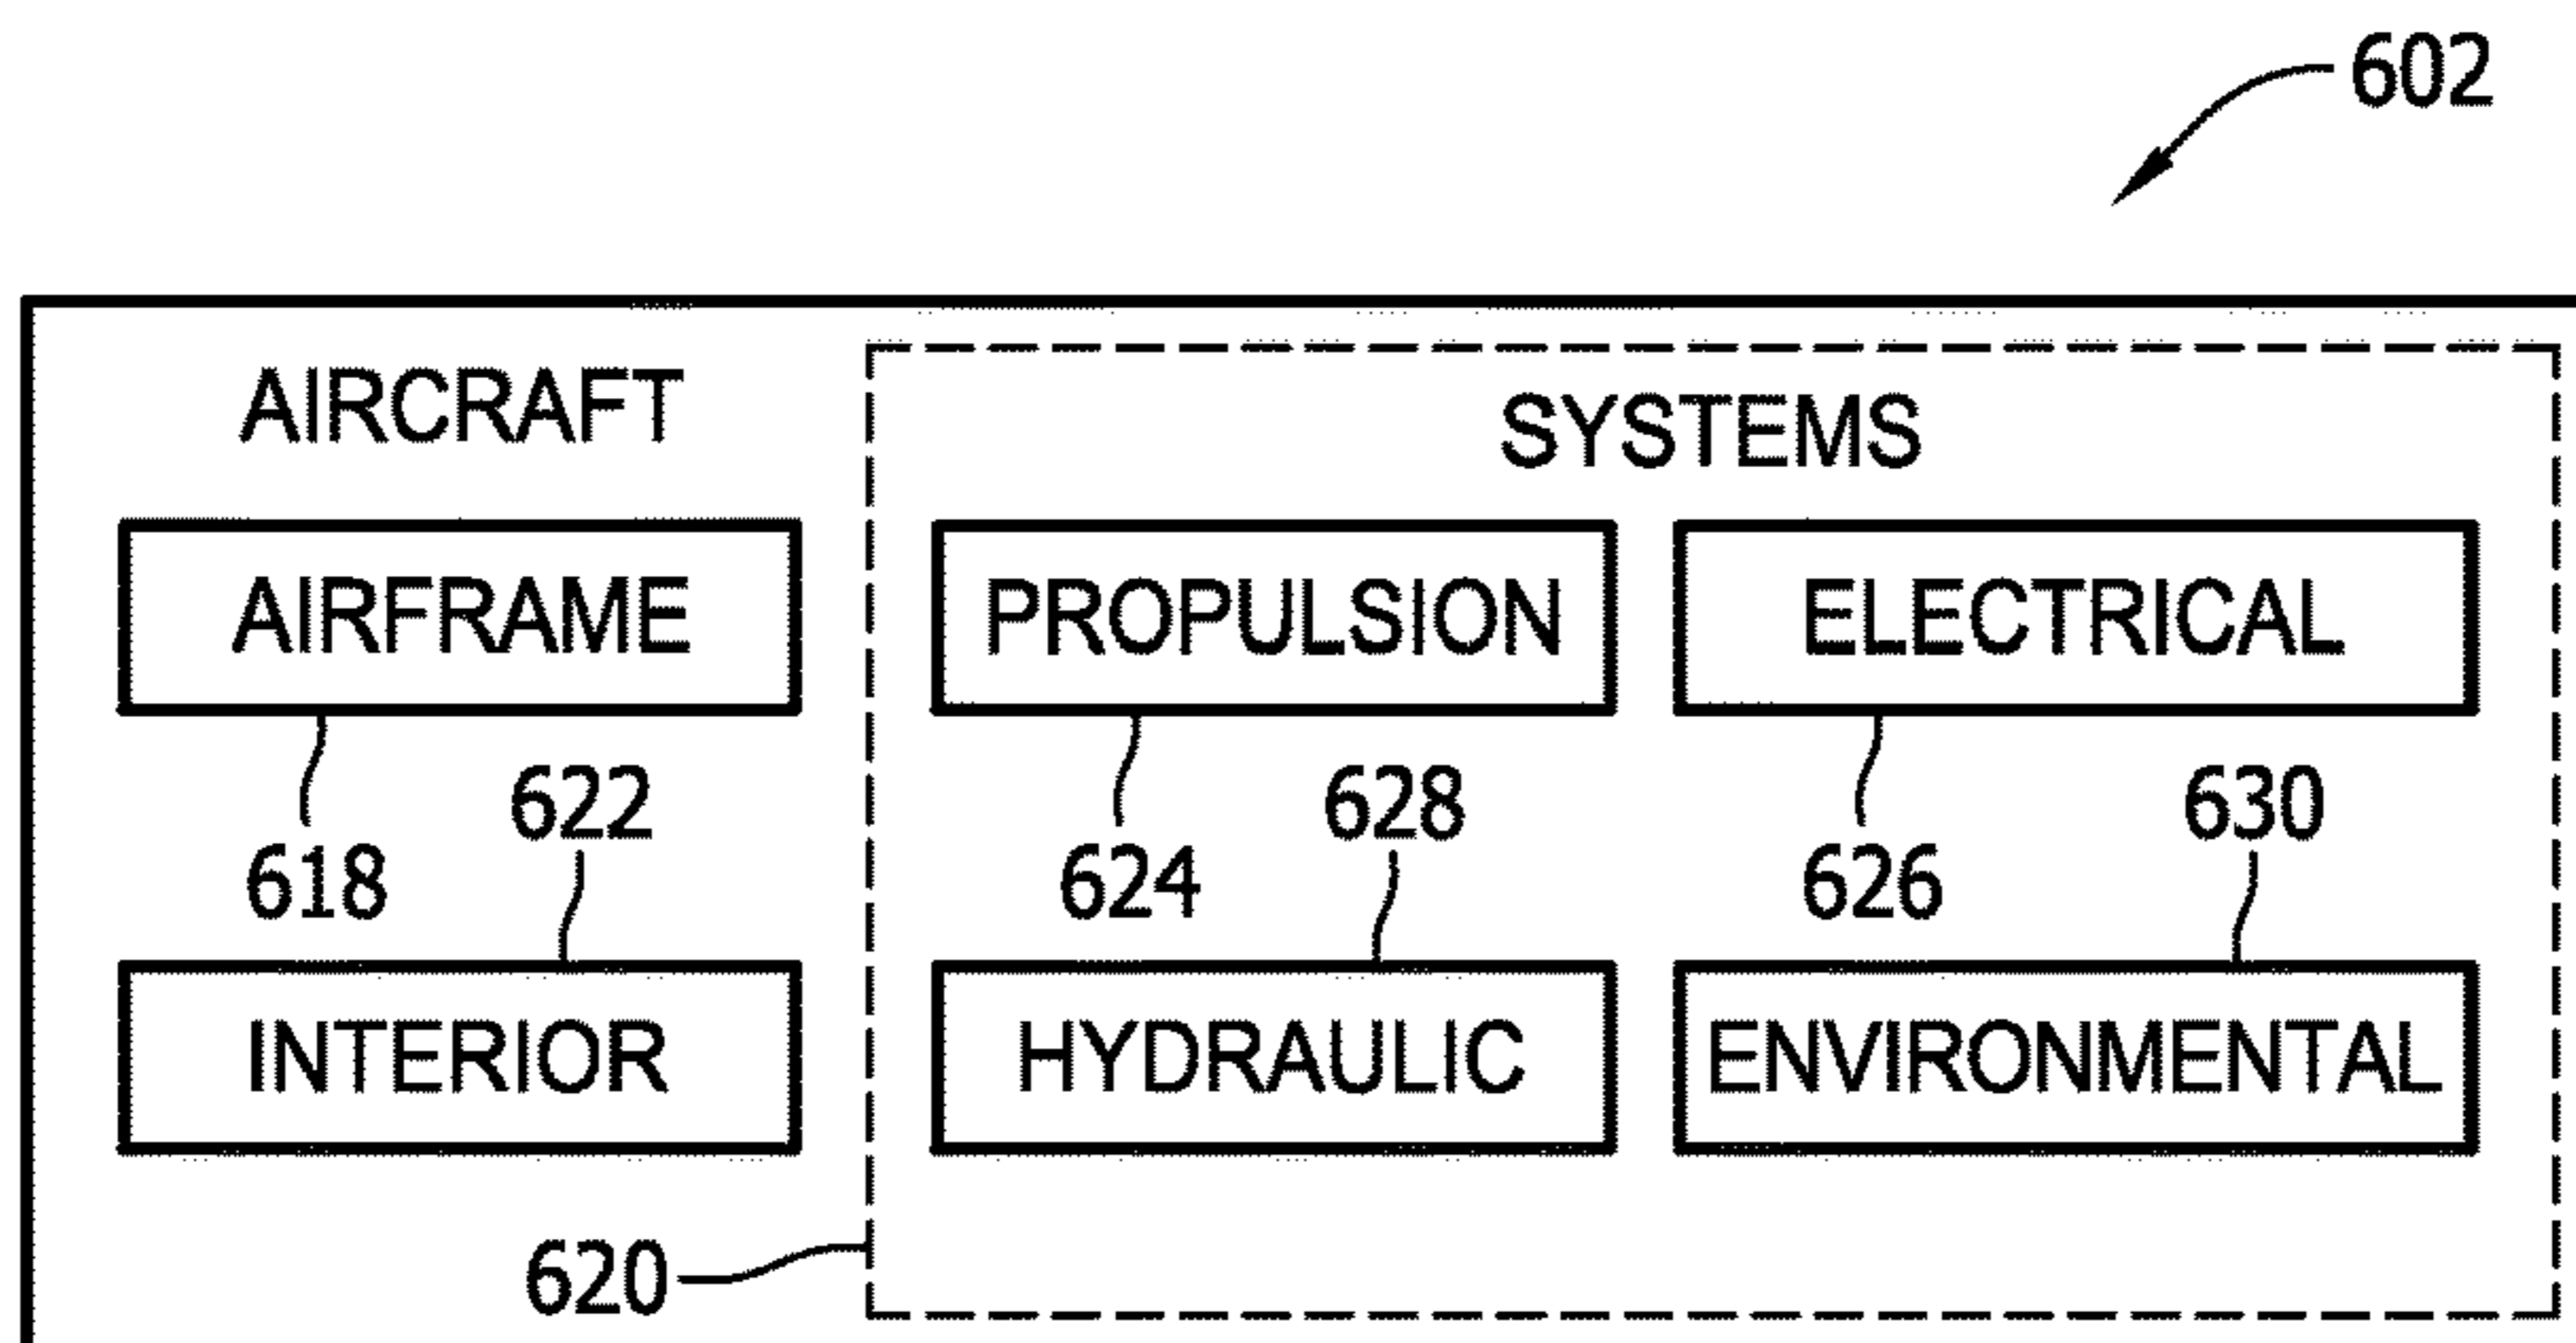 602
AIRCRAFT
SYSTEMS
AIRFRAME
PROPULSION
ELECTRICAL
622
628
630
618
624
626
INTERIOR
HYDRAULIC
ENVIRONMENTAL
620